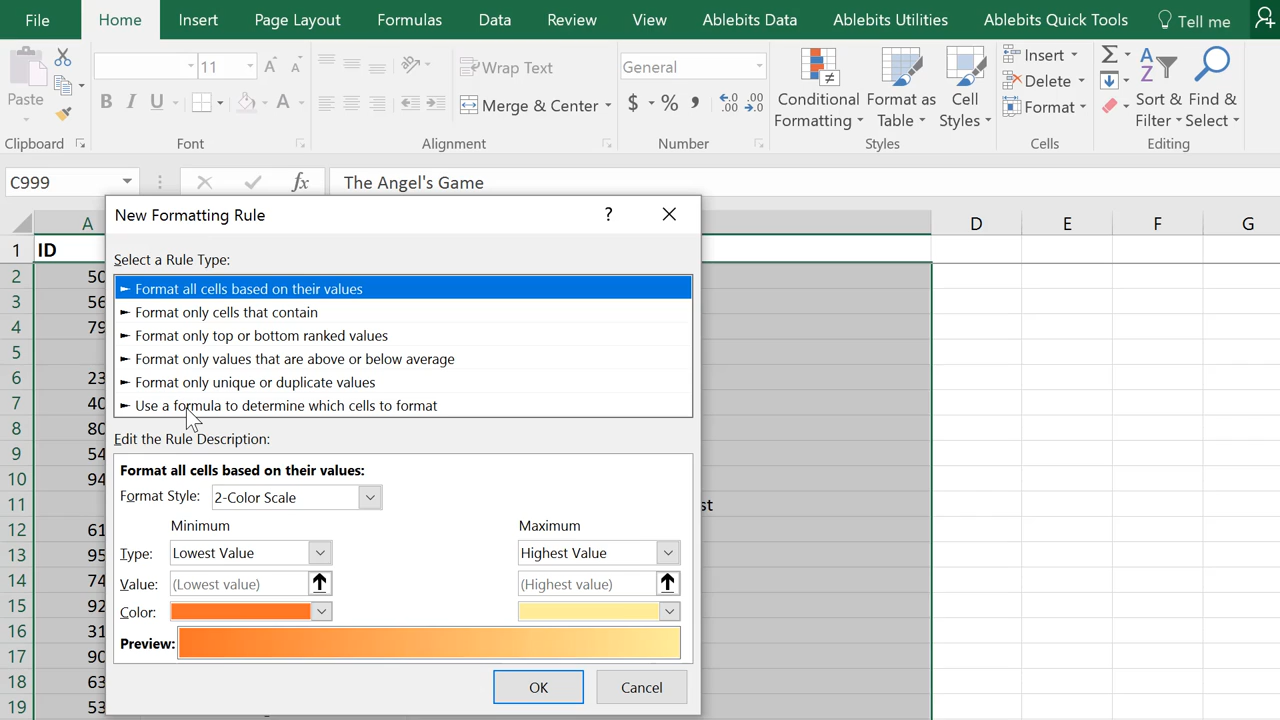 File Home Insert Page Layout Formulas Data Review View Ablebits Data Ablebits Utilities Ablebits Quick Tools Tell me
11 Wrap Text General Insert
Paste B I U A Merge & Center $ % Conditional Formatting Format as Table Cell Styles Delete Sort & Filter Find & Select
Format
Clipboard Font Alignment Number Styles Cells Editing
C999 fx The Angel's Game
New Formatting Rule ?
A D E F G
1 ID
Select a Rule Type:
2 50
Format all cells based on their values
3 56
Format only cells that contain
4 79
Format only top or bottom ranked values
5
Format only values that are above or below average
6 23
Format only unique or duplicate values
7 40
Use a formula to determine which cells to format
8 80
Edit the Rule Description:
9 54
Format all cells based on their values:
10 94
Format Style: 2-Color Scale
11 st
Minimum Maximum
12 61
Type: Lowest Value Highest Value
13 95
Value: (Lowest value) (Highest value)
14 74
Color:
15 92
Preview:
16 31
17 90
OK Cancel
18 63
19 53